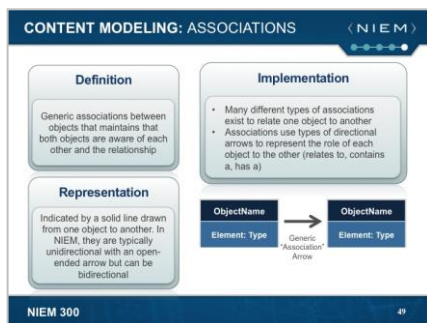 CONTENT MODELING: ASSOCIATIONS
NIEM
Definition
Generic associations between
objects that maintains that
both objects are aware of each
other and the relationship
Representation
Indicated by a solid line drawn
from one object to another. In
NIEM, they are typically
unidirectional with an open-
ended arrow but can be
bidirectional
Implementation
• Many different types of associations
exist to relate one object to another
• Associations use types of directional
arrows to represent the role of each
object to the other (relates to, contains
a, has a)
ObjectName
Element: Type
Generic
"Association"
Arrow
ObjectName
Element: Type
NIEM 300
49